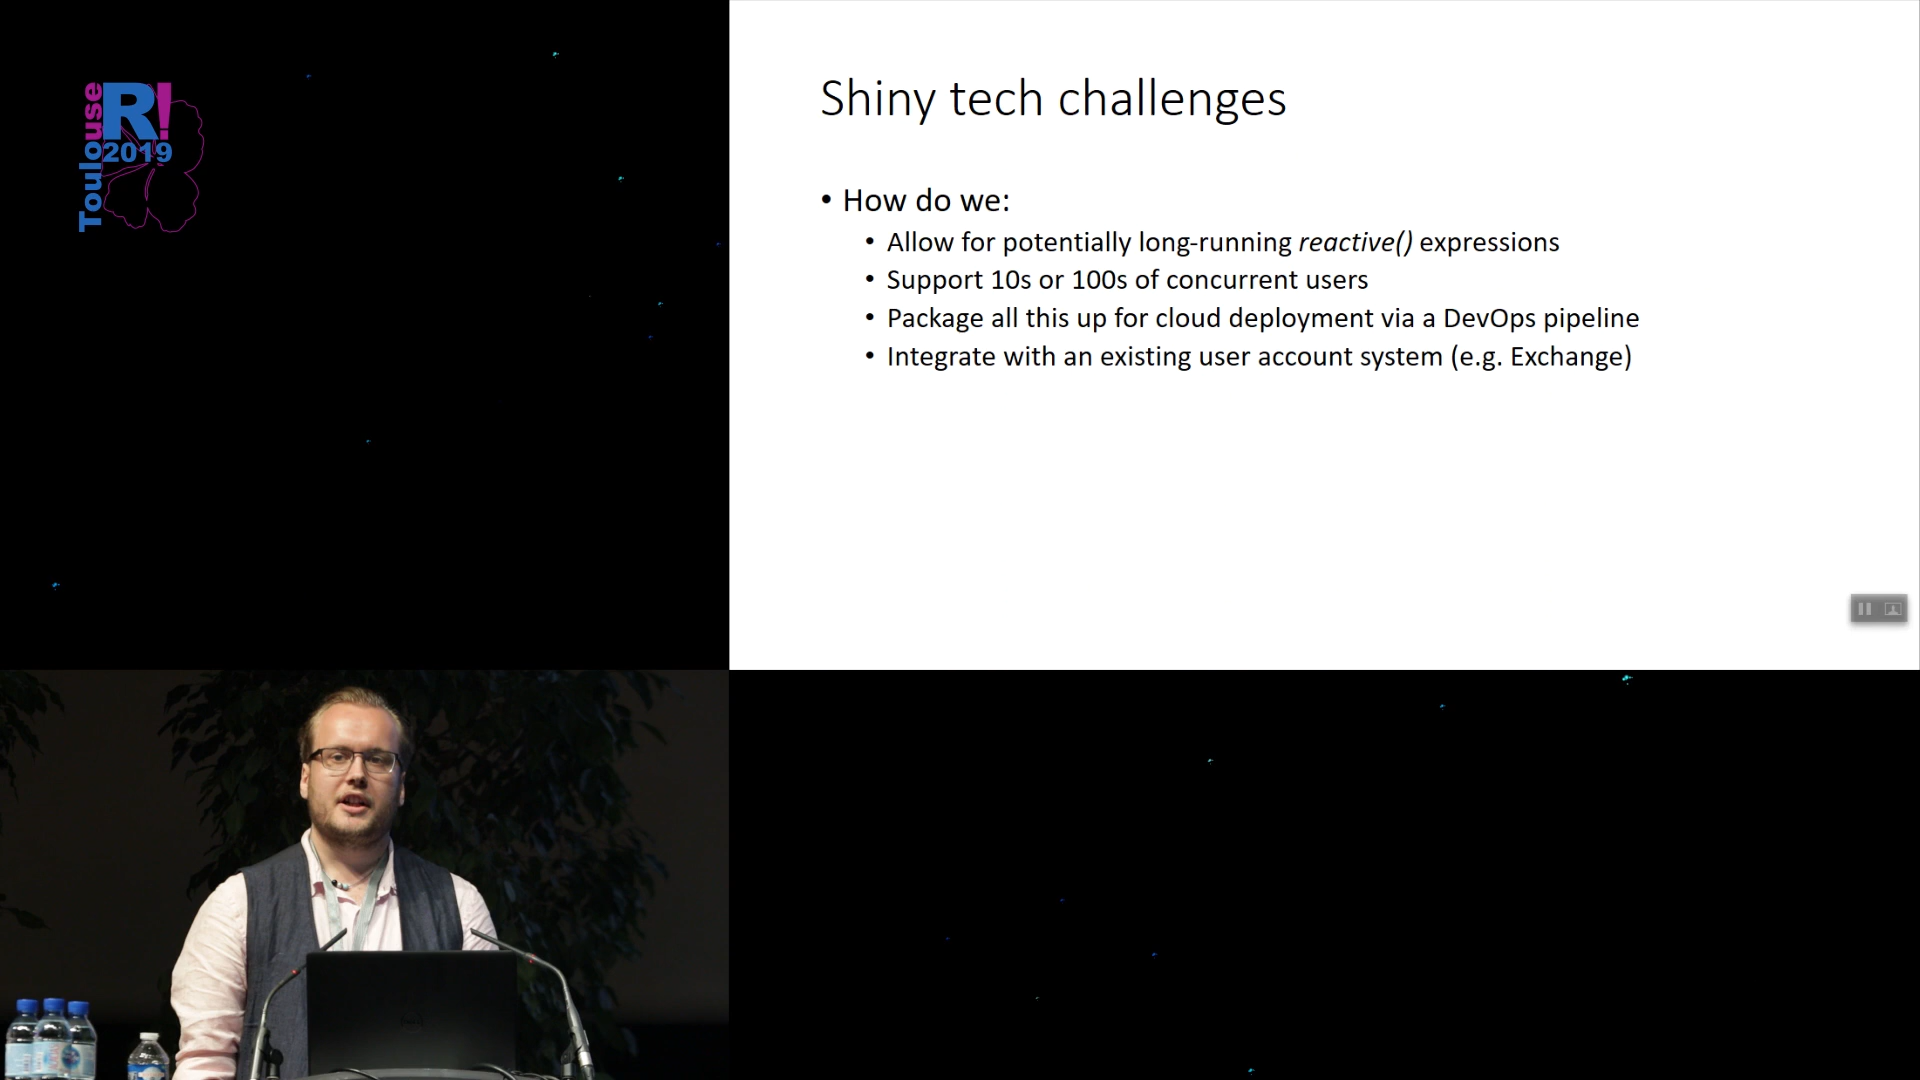 Toulouse
R!
2019
Shiny tech challenges
• How do we:
• Allow for potentially long-running reactive() expressions
• Support 10s or 100s of concurrent users
• Package all this up for cloud deployment via a DevOps pipeline
• Integrate with an existing user account system (e.g. Exchange)